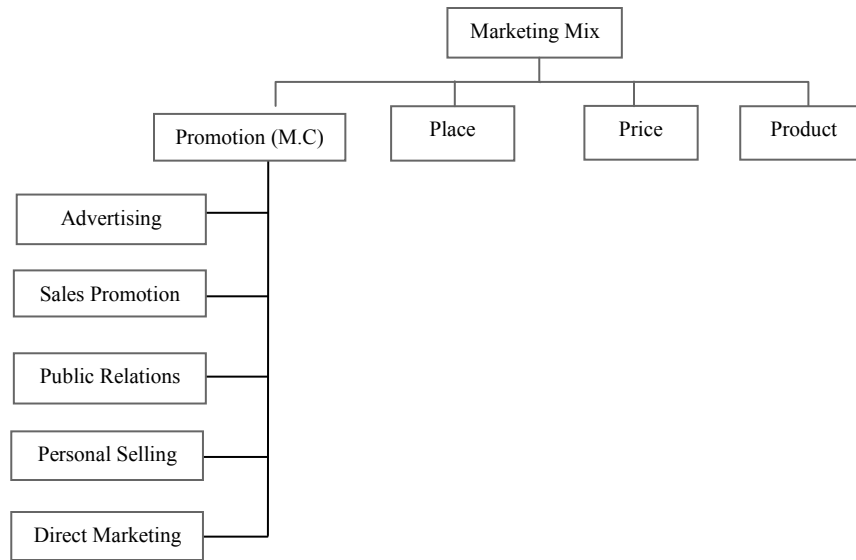 Marketing Mix
Promotion (M.C)
Place
Price
Product
Advertising
Sales Promotion
Public Relations
Personal Selling
Direct Marketing